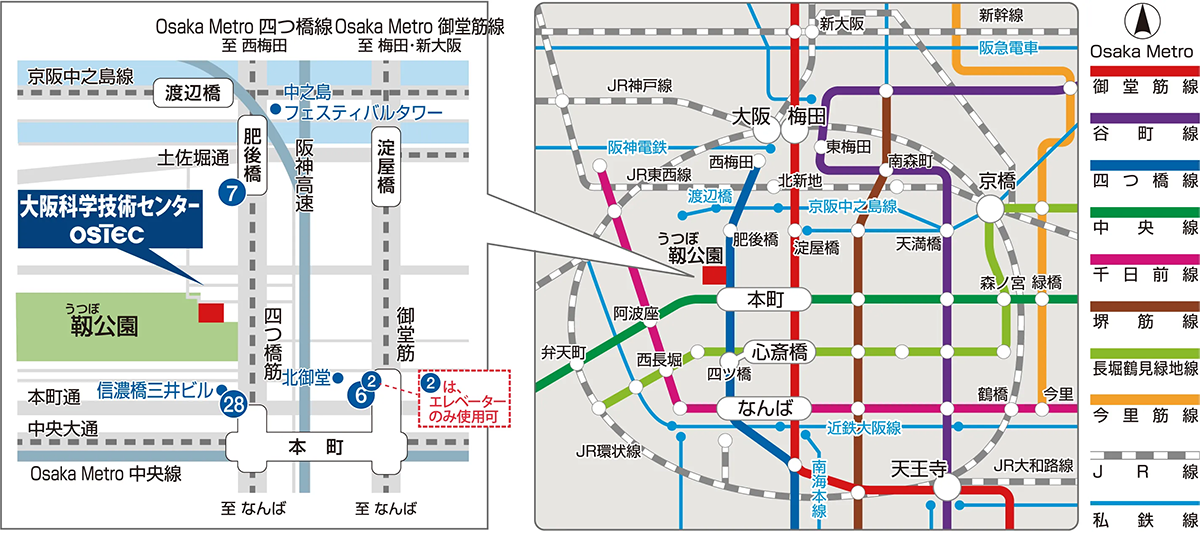 Osaka Metro 四つ橋線
Osaka Metro 御堂筋線
至 西梅田
至 梅田・新大阪
京阪中之島線
渡辺橋
中之島
フェスティバルタワー
肥後橋
阪神高速
淀屋橋
土佐堀通
7
大阪科学技術センター
OSTEC
うつぼ
靱公園
四つ橋筋
御堂筋
北御堂
信濃橋三井ビル
本町通
28
2
6
2は、
エレベーター
のみ使用可
中央大通
本町
Osaka Metro 中央線
至 なんば
至 なんば
新大阪
新幹線
阪急電車
JR神戸線
大阪
梅田
阪神電鉄
東梅田
西梅田
南森町
JR東西線
北新地
京橋
渡辺橋
京阪中之島線
うつぼ
靱公園
肥後橋
淀屋橋
天満橋
森ノ宮
緑橋
本町
阿波座
弁天町
西長堀
心斎橋
四ツ橋
なんば
鶴橋
今里
近鉄大阪線
JR環状線
南海本線
天王寺
JR大和路線
Osaka Metro
御堂筋線
谷町線
四つ橋線
中央線
千日前線
堺筋線
長堀鶴見緑地線
今里筋線
JR線
私鉄線